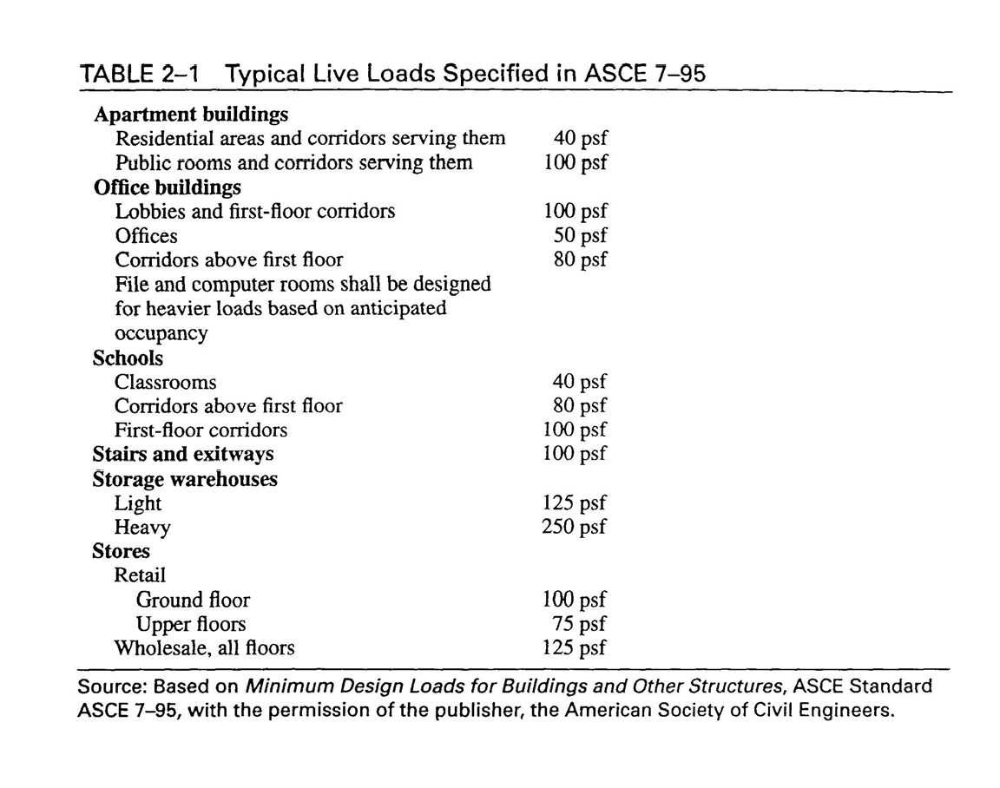 TABLE 2–1 Typical Live Loads Specified in ASCE 7–95
Apartment buildings
Residential areas and corridors serving them 40 psf
Public rooms and corridors serving them 100 psf
Office buildings
Lobbies and first-floor corridors 100 psf
Offices 50 psf
Corridors above first floor 80 psf
File and computer rooms shall be designed
for heavier loads based on anticipated
occupancy
Schools
Classrooms 40 psf
Corridors above first floor 80 psf
First-floor corridors 100 psf
Stairs and exitways 100 psf
Storage warehouses
Light 125 psf
Heavy 250 psf
Stores
Retail
Ground floor 100 psf
Upper floors 75 psf
Wholesale, all floors 125 psf
Source: Based on Minimum Design Loads for Buildings and Other Structures, ASCE Standard
ASCE 7–95, with the permission of the publisher, the American Society of Civil Engineers.